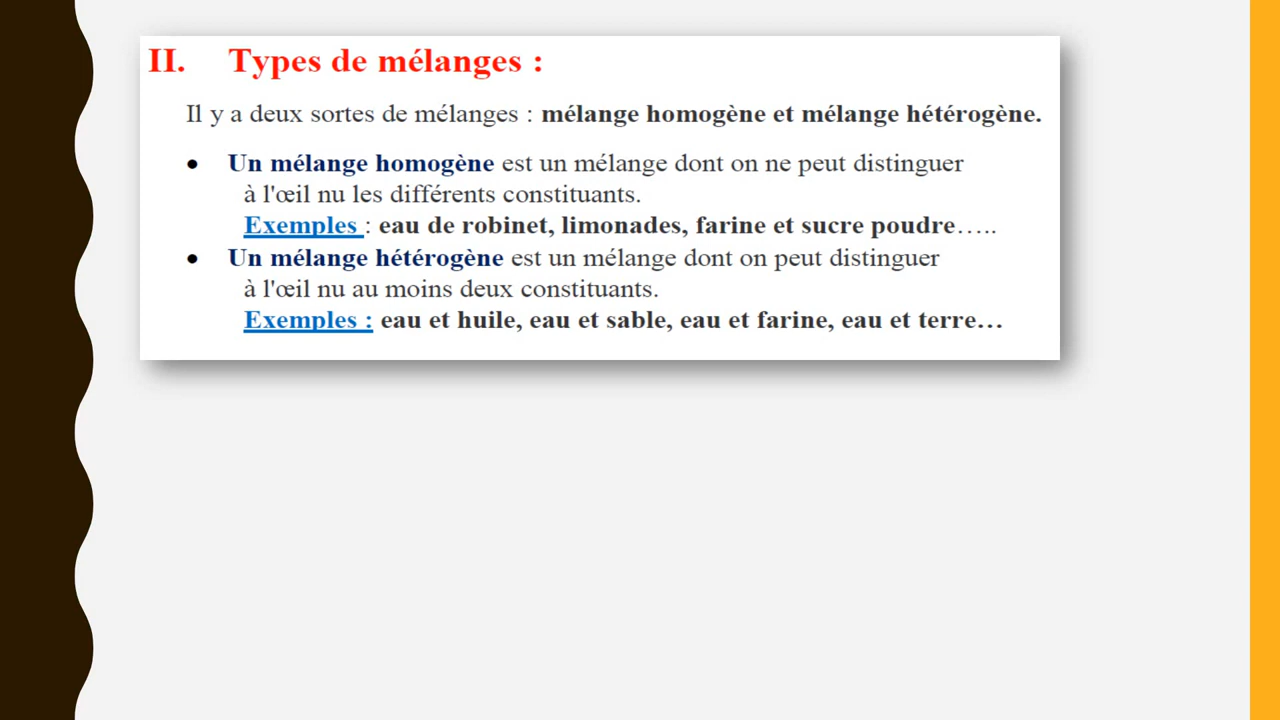 II. Types de mélanges :
Il y a deux sortes de mélanges : mélange homogène et mélange hétérogène.
• Un mélange homogène est un mélange dont on ne peut distinguer
à l'œil nu les différents constituants.
Exemples : eau de robinet, limonades, farine et sucre poudre…..
• Un mélange hétérogène est un mélange dont on peut distinguer
à l'œil nu au moins deux constituants.
Exemples : eau et huile, eau et sable, eau et farine, eau et terre…